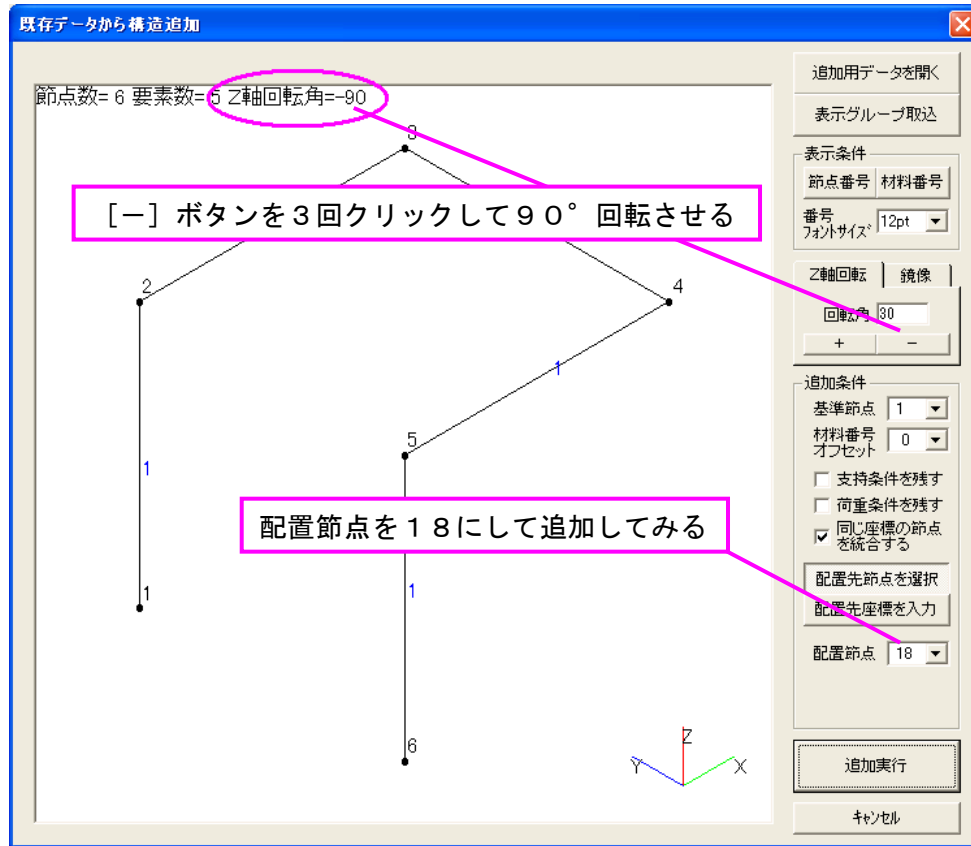 既存データから構造追加
節点数= 6 要素数= 5 Z軸回転角=-90
3
［－］ボタンを３回クリックして９０°回転させる
2
4
1
5
1
配置節点を１８にして追加してみる
1
1
6
Z
Y
X
追加用データを開く
表示グループ取込
表示条件
節点番号 材料番号
番号
フォントサイズ 12pt
Z軸回転 鏡像
回転角 30
+ -
追加条件
基準節点 1
材料番号
オフセット 0
支持条件を残す
荷重条件を残す
同じ座標の節点
を統合する
配置先節点を選択
配置先座標を入力
配置節点 18
追加実行
キャンセル